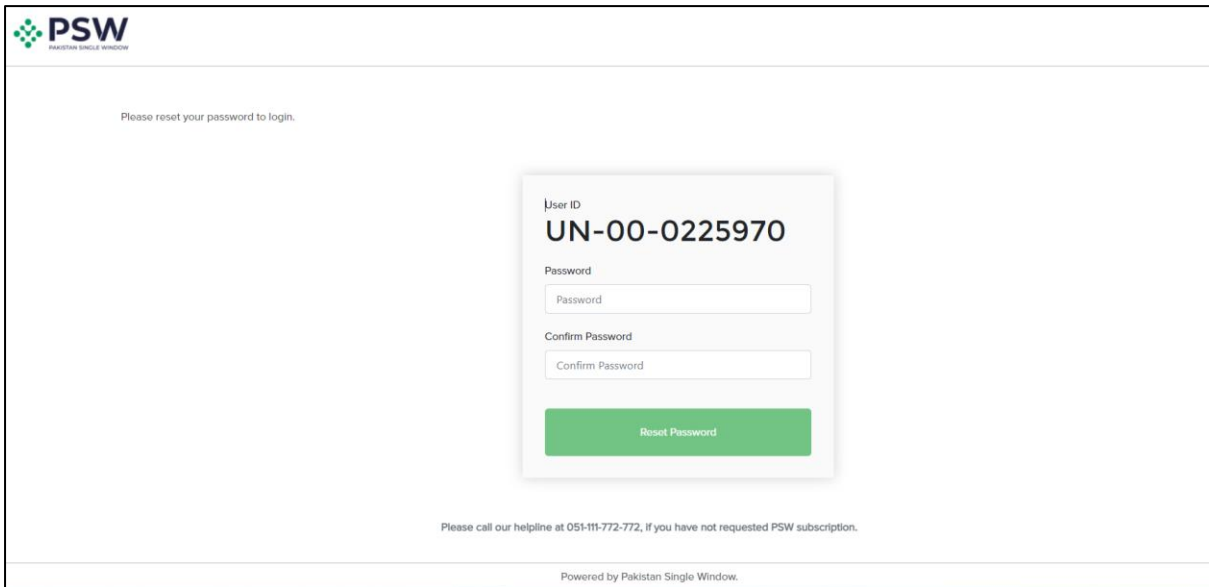 PSW
PAKISTAN SINGLE WINDOW
Please reset your password to login.
User ID
UN-00-0225970
Password
Password
Confirm Password
Confirm Password
Reset Password
Please call our helpline at 051-111-772-772, if you have not requested PSW subscription.
Powered by Pakistan Single Window.